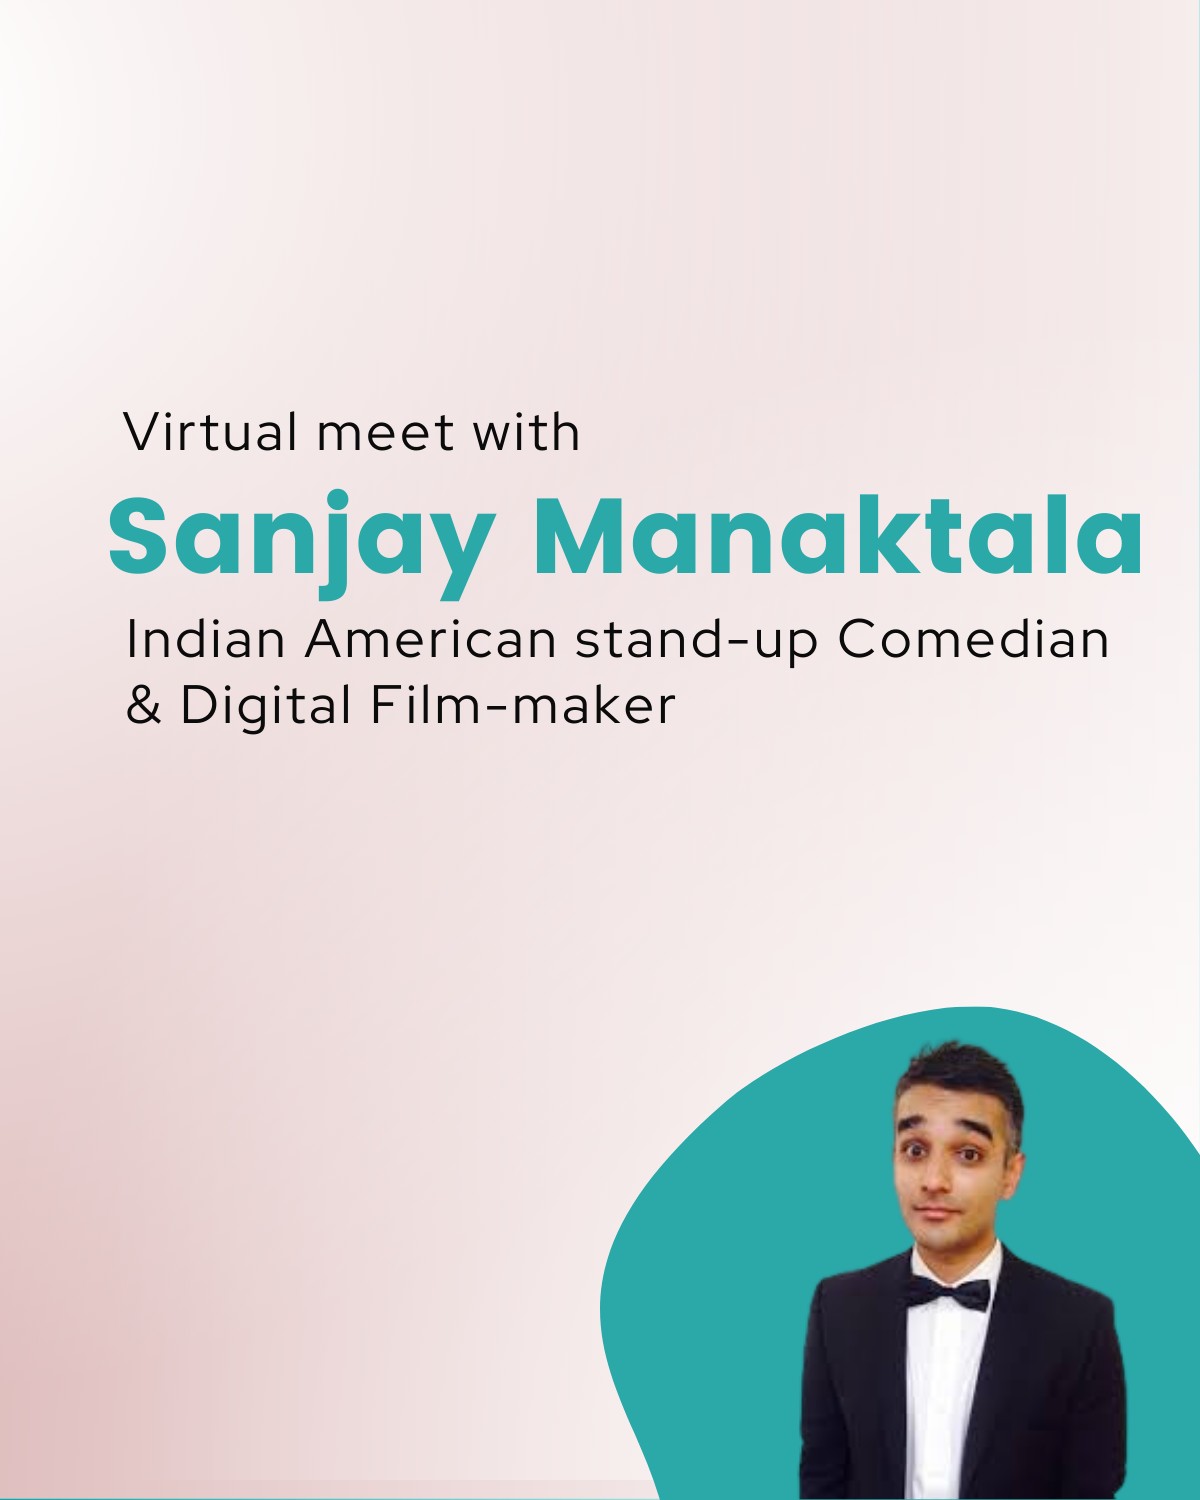 Virtual meet with
Sanjay Manaktala
Indian American stand-up Comedian
& Digital Film-maker